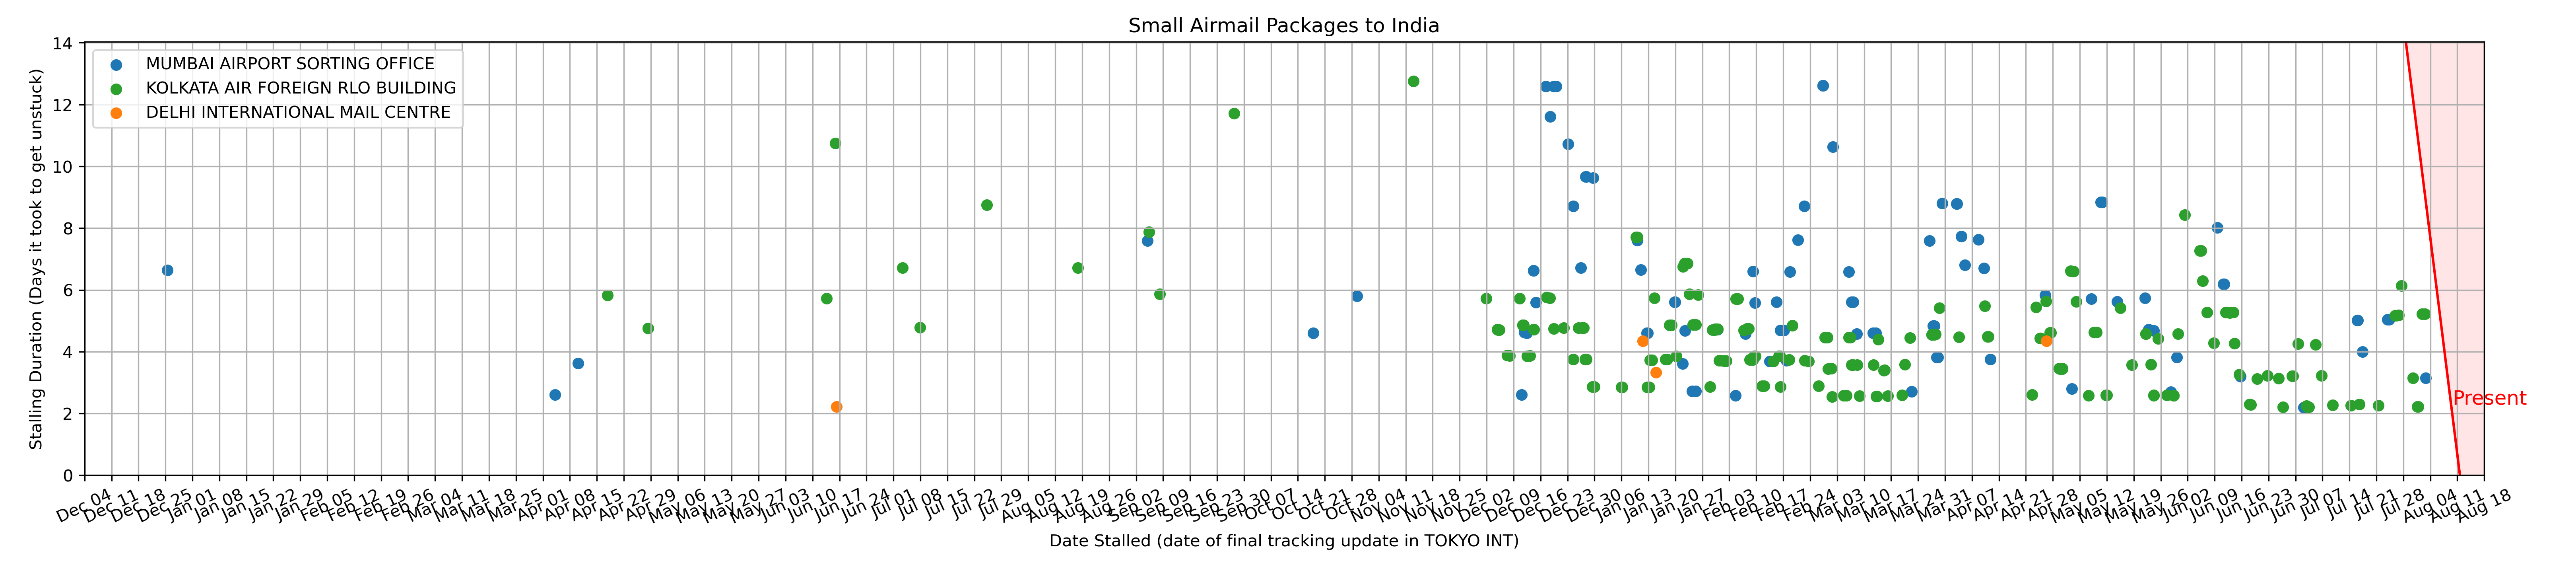 Small Airmail Packages to India
MUMBAI AIRPORT SORTING OFFICE
KOLKATA AIR FOREIGN RLO BUILDING
DELHI INTERNATIONAL MAIL CENTRE
Stalling Duration (Days it took to get unstuck)
14
12
10
8
6
4
2
0
Present
Dec 04
Dec 11
Dec 18
Dec 25
Jan 01
Jan 08
Jan 15
Jan 22
Jan 29
Feb 05
Feb 12
Feb 19
Feb 26
Mar 04
Mar 11
Mar 18
Mar 25
Apr 01
Apr 08
Apr 15
Apr 22
Apr 29
May 06
May 13
May 20
May 27
Jun 03
Jun 10
Jun 17
Jun 24
Jul 01
Jul 08
Jul 15
Jul 22
Jul 29
Aug 05
Aug 12
Aug 19
Aug 26
Sep 02
Sep 09
Sep 16
Sep 23
Sep 30
Oct 07
Oct 14
Oct 21
Oct 28
Nov 04
Nov 11
Nov 18
Nov 25
Dec 02
Dec 09
Dec 16
Dec 23
Dec 30
Jan 06
Jan 13
Jan 20
Jan 27
Feb 03
Feb 10
Feb 17
Feb 24
Mar 03
Mar 10
Mar 17
Mar 24
Mar 31
Apr 07
Apr 14
Apr 21
Apr 28
May 05
May 12
May 19
May 26
Jun 02
Jun 09
Jun 16
Jun 23
Jun 30
Jul 07
Jul 14
Jul 21
Jul 28
Aug 04
Aug 11
Aug 18
Date Stalled (date of final tracking update in TOKYO INT)